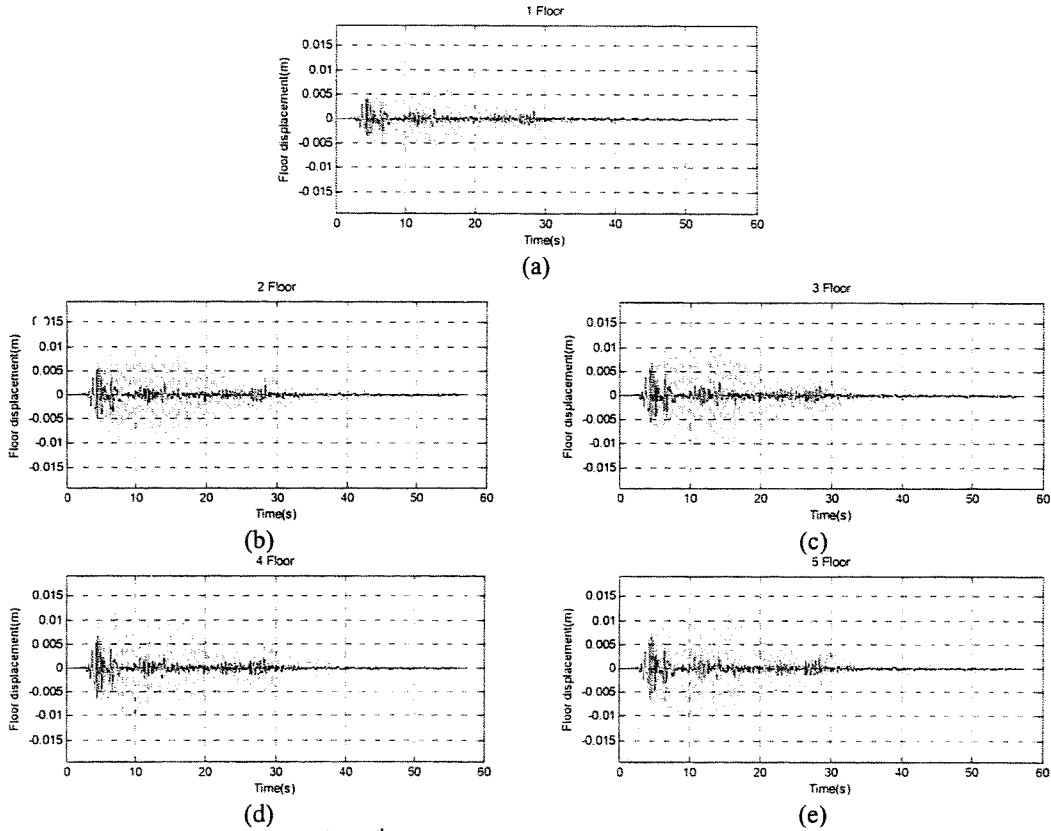 1 Floor
Floor displacement(m)
0.015
0.01
0.005
0
-0.005
-0.01
-0 015
0 10 20 30 40 50 60
Time(s)
(a)
2 Floor
Floor displacement(m)
0.01
0.005
0
-0.005
-0.01
-0.015
0 10 20 30 40 50 60
Time(s)
(b)
3 Floor
Floor displacement(m)
0.015
0.01
0.005
0
-0.005
-0.01
-0.015
0 10 20 30 40 50 60
Time(s)
(c)
4 Floor
Floor displacement(m)
0.015
0.01
0.005
0
-0.005
-0.01
-0.015
0 10 20 30 40 50 60
Time(s)
(d)
5 Floor
Floor displacement(m)
0.015
0.01
0.005
0
-0.005
-0.01
-0.015
0 10 20 30 40 50 60
Time(s)
(e)